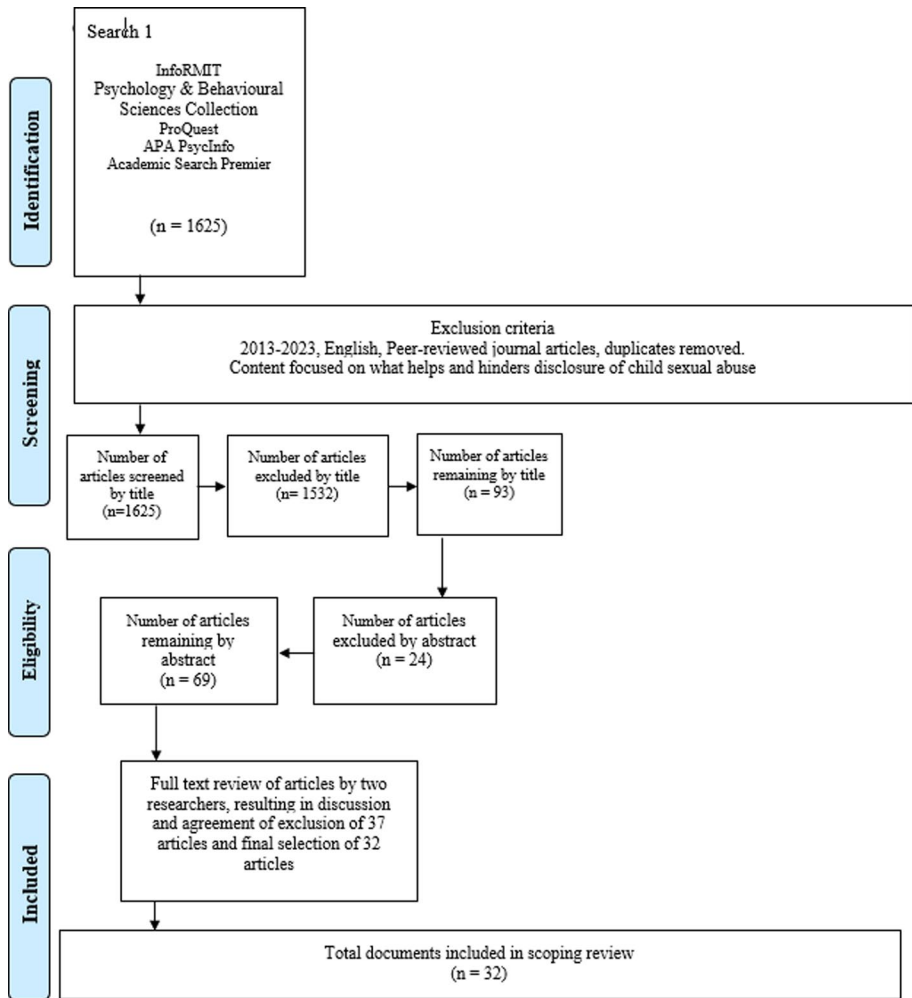 Search 1
InfoRMIT
Psychology & Behavioural
Sciences Collection
ProQuest
APA PsycInfo
Academic Search Premier
(n = 1625)
Identification
Exclusion criteria
2013-2023, English, Peer-reviewed journal articles, duplicates removed.
Content focused on what helps and hinders disclosure of child sexual abuse
Screening
Number of
articles screened
by title
(n=1625)
Number of articles
excluded by title
(n= 1532)
Number of articles
remaining by title
(n = 93)
Eligibility
Number of articles
excluded by abstract
(n = 24)
Number of articles
remaining by
abstract
(n = 69)
Included
Full text review of articles by two
researchers, resulting in discussion
and agreement of exclusion of 37
articles and final selection of 32
articles
Total documents included in scoping review
(n = 32)